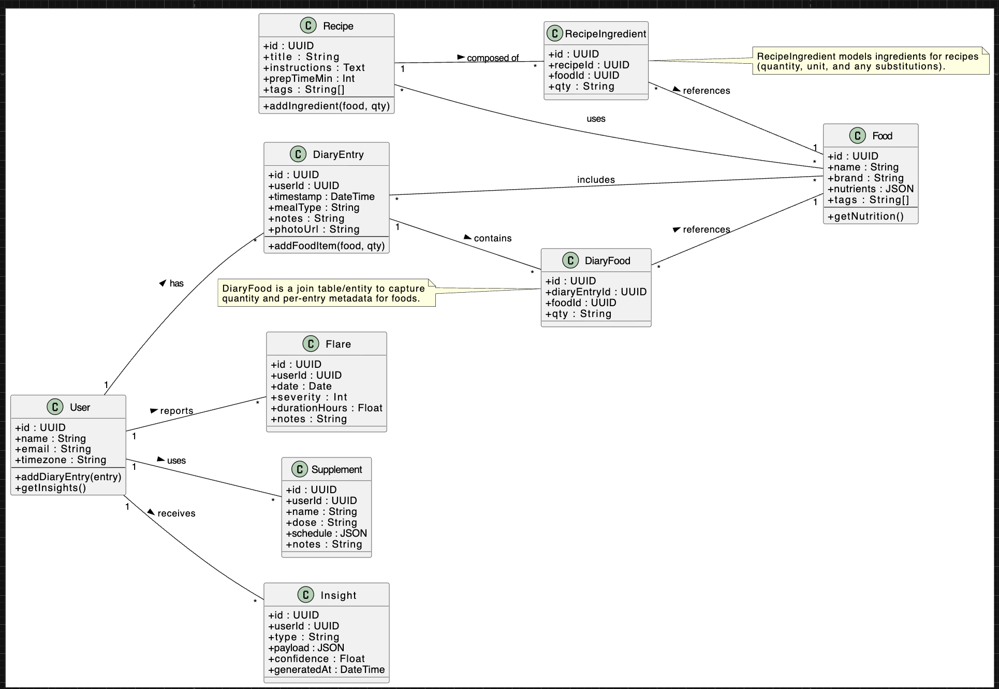 C Recipe
+id : UUID
+title : String
+instructions : Text
+prepTimeMin : Int
+tags : String[]
+addIngredient(food, qty)
composed of
1
*
C RecipeIngredient
+id : UUID
+recipeId : UUID
+foodId : UUID
+qty : String
RecipeIngredient models ingredients for recipes
(quantity, unit, and any substitutions).
*
references
1
*
uses
*
C Food
+id : UUID
+name : String
+brand : String
+nutrients : JSON
+tags : String[]
+getNutrition()
C DiaryEntry
+id : UUID
+userId : UUID
+timestamp : DateTime
+mealType : String
+notes : String
+photoUrl : String
+addFoodItem(food, qty)
*
includes
*
1
contains
*
C DiaryFood
+id : UUID
+diaryEntryId : UUID
+foodId : UUID
+qty : String
*
references
1
DiaryFood is a join table/entity to capture
quantity and per-entry metadata for foods.
*
has
1
C User
+id : UUID
+name : String
+email : String
+timezone : String
+addDiaryEntry(entry)
+getInsights()
1
reports
*
C Flare
+id : UUID
+userId : UUID
+date : Date
+severity : Int
+durationHours : Float
+notes : String
1
uses
*
C Supplement
+id : UUID
+userId : UUID
+name : String
+dose : String
+schedule : JSON
+notes : String
1
receives
*
C Insight
+id : UUID
+userId : UUID
+type : String
+payload : JSON
+confidence : Float
+generatedAt : DateTime